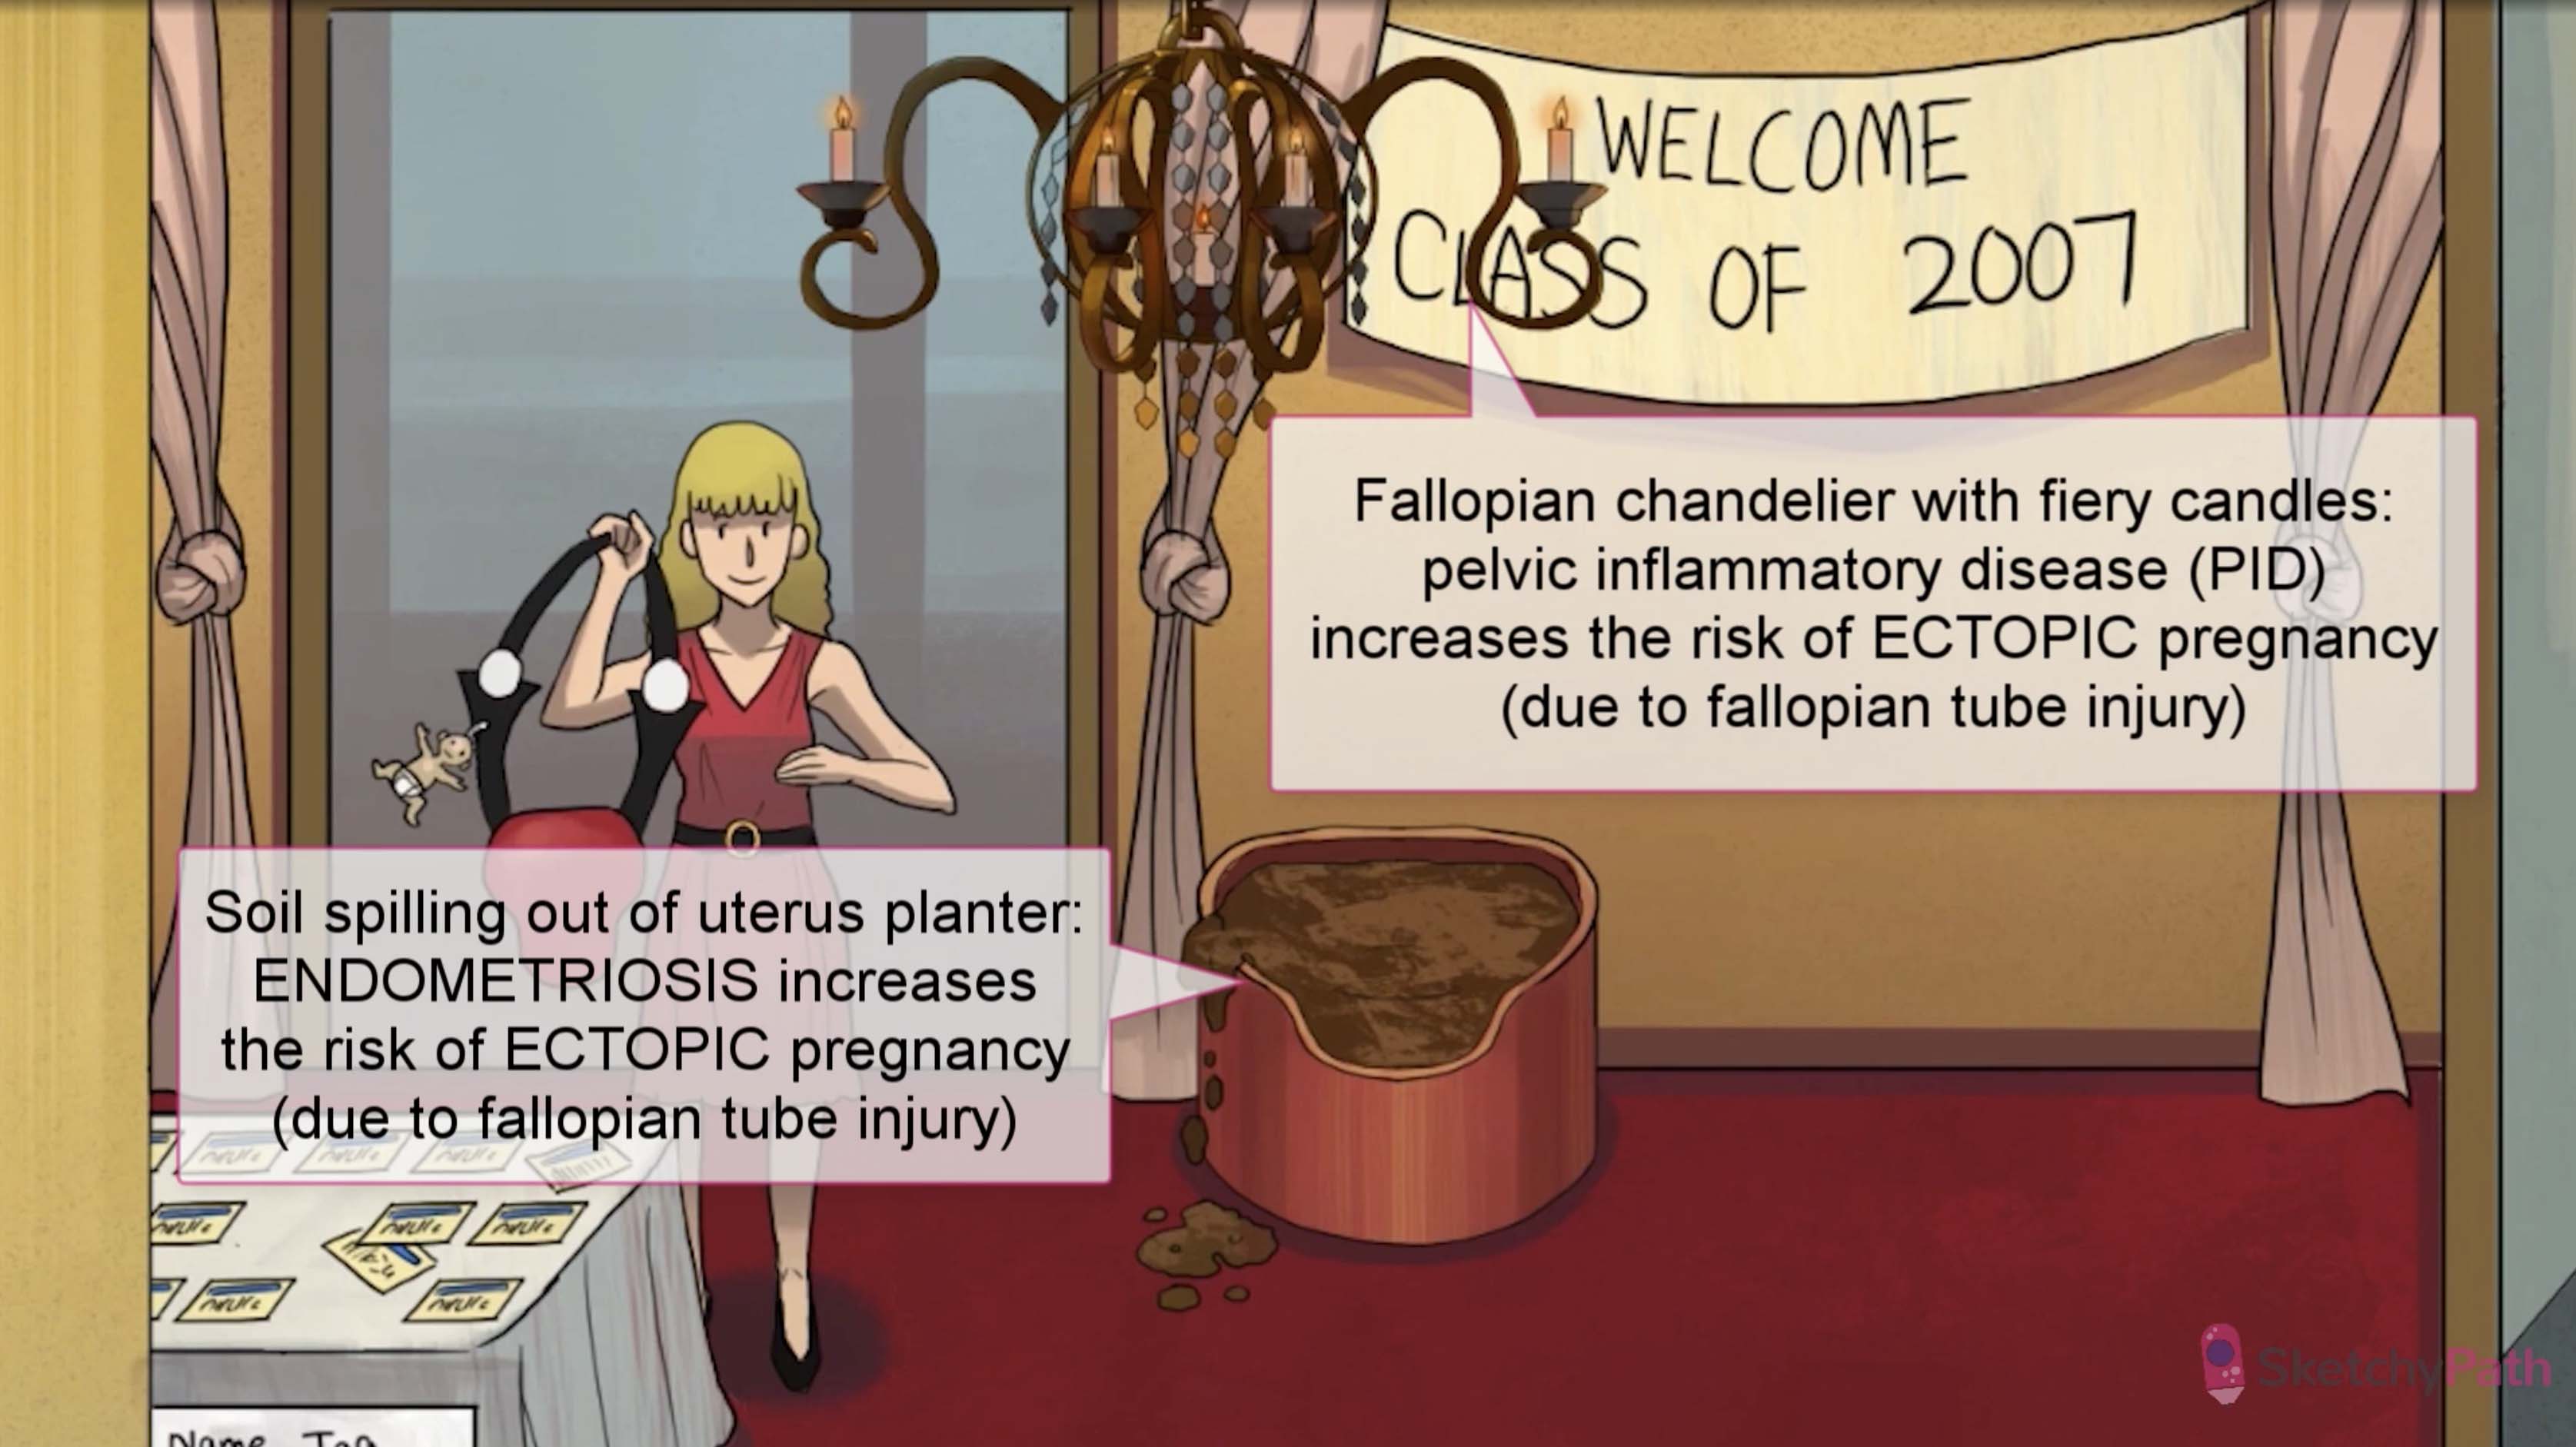 WELCOME
CLASS OF 2007
Fallopian chandelier with fiery candles:
pelvic inflammatory disease (PID)
increases the risk of ECTOPIC pregnancy
(due to fallopian tube injury)
Soil spilling out of uterus planter:
ENDOMETRIOSIS increases
the risk of ECTOPIC pregnancy
(due to fallopian tube injury)
Name Tag
SketchyPath